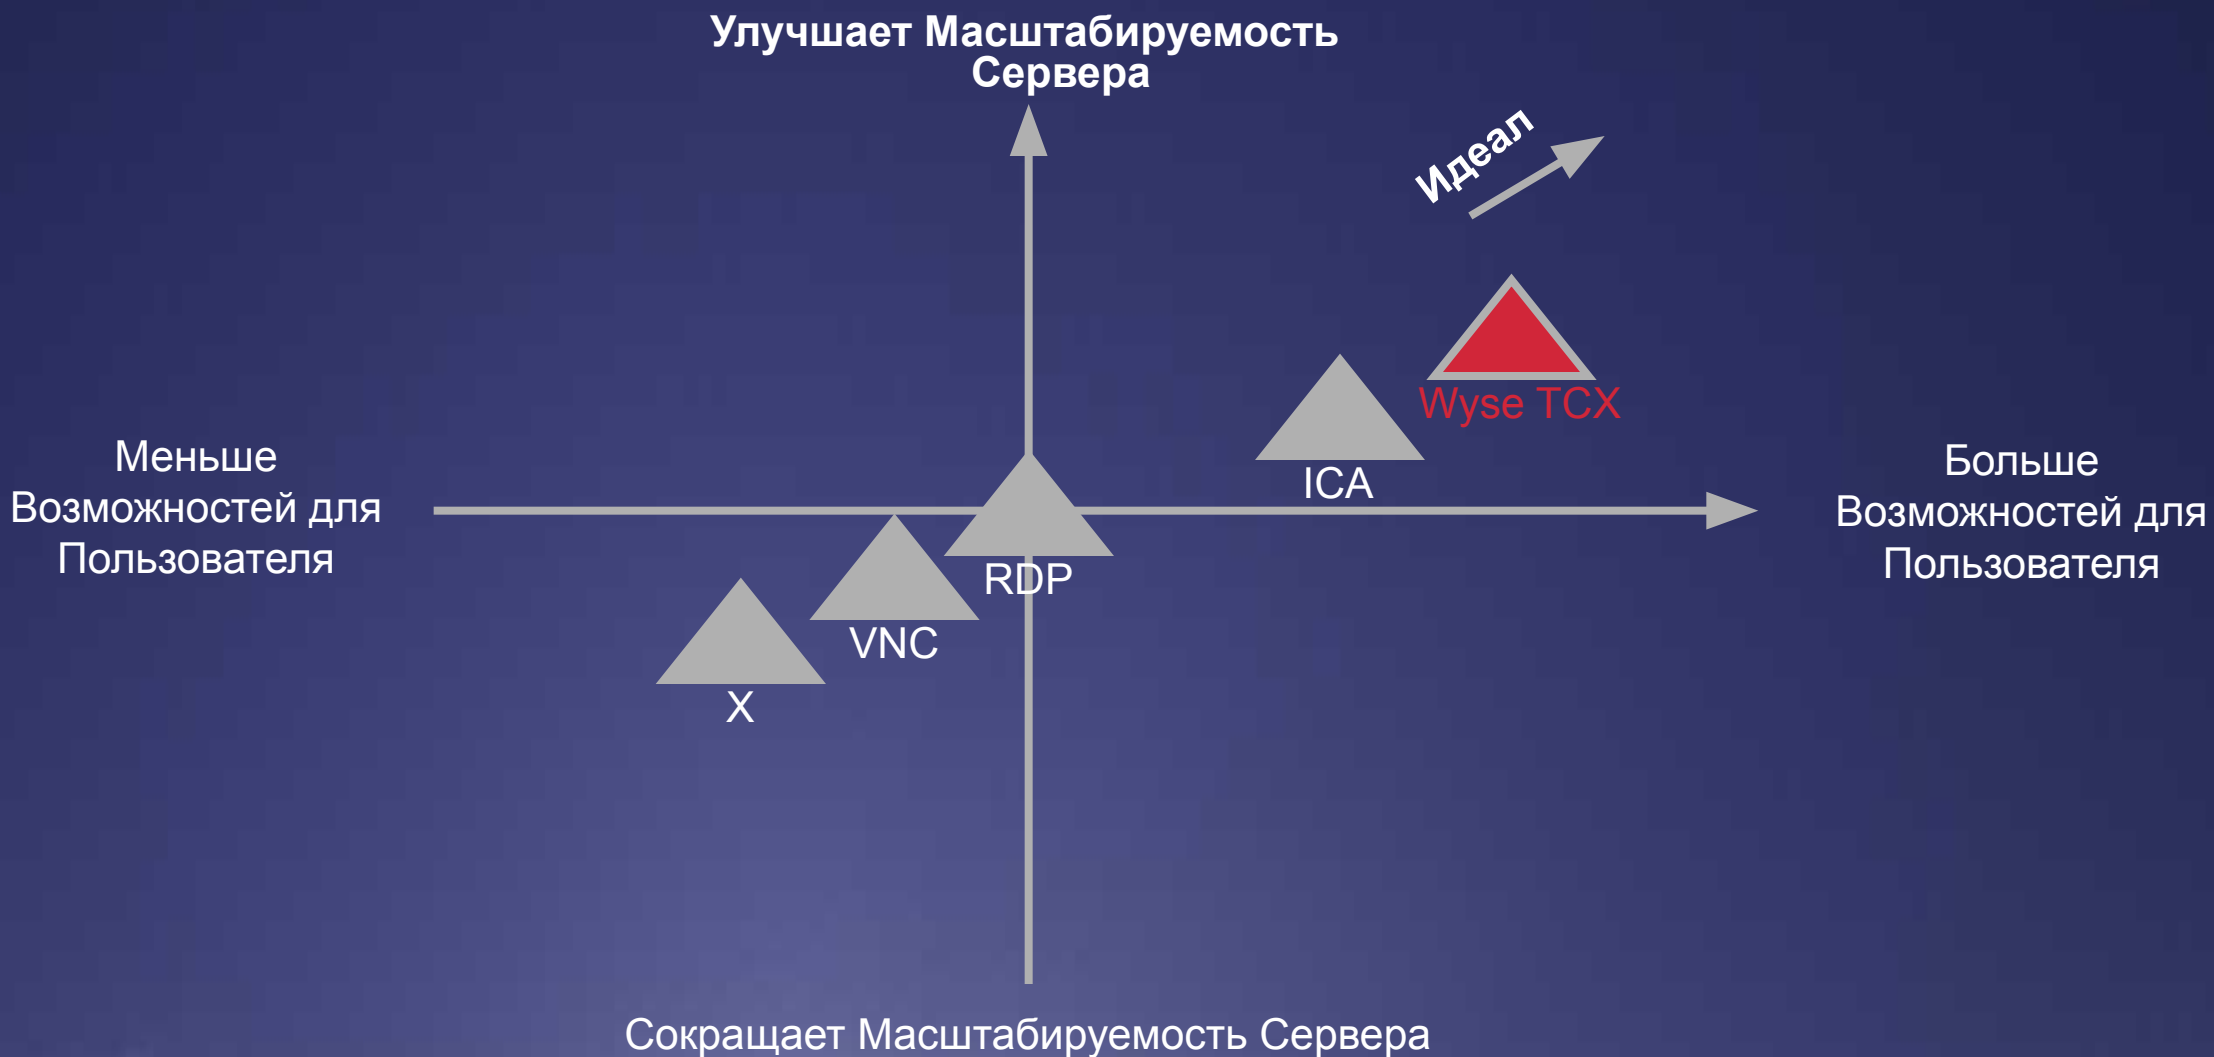 Улучшает Масштабируемость
Сервера
Идеал
Wyse TCX
ICA
Меньше
Возможностей для
Пользователя
Больше
Возможностей для
Пользователя
RDP
VNC
X
Сокращает Масштабируемость Сервера